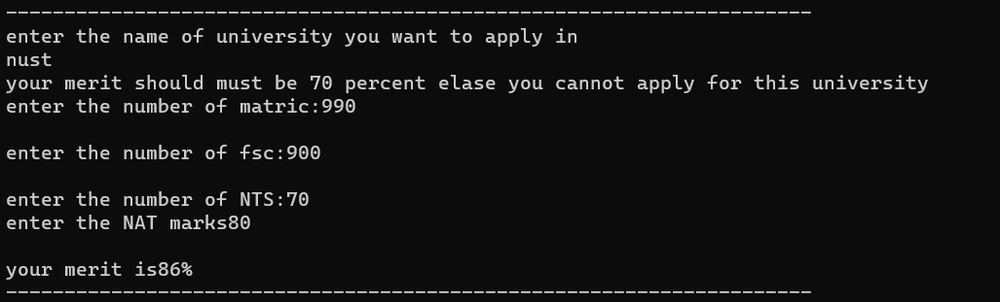 ---------------------------------------------------------------------
enter the name of university you want to apply in
nust
your merit should must be 70 percent elase you cannot apply for this university
enter the number of matric:990
enter the number of fsc:900
enter the number of NTS:70
enter the NAT marks80
your merit is86%
---------------------------------------------------------------------